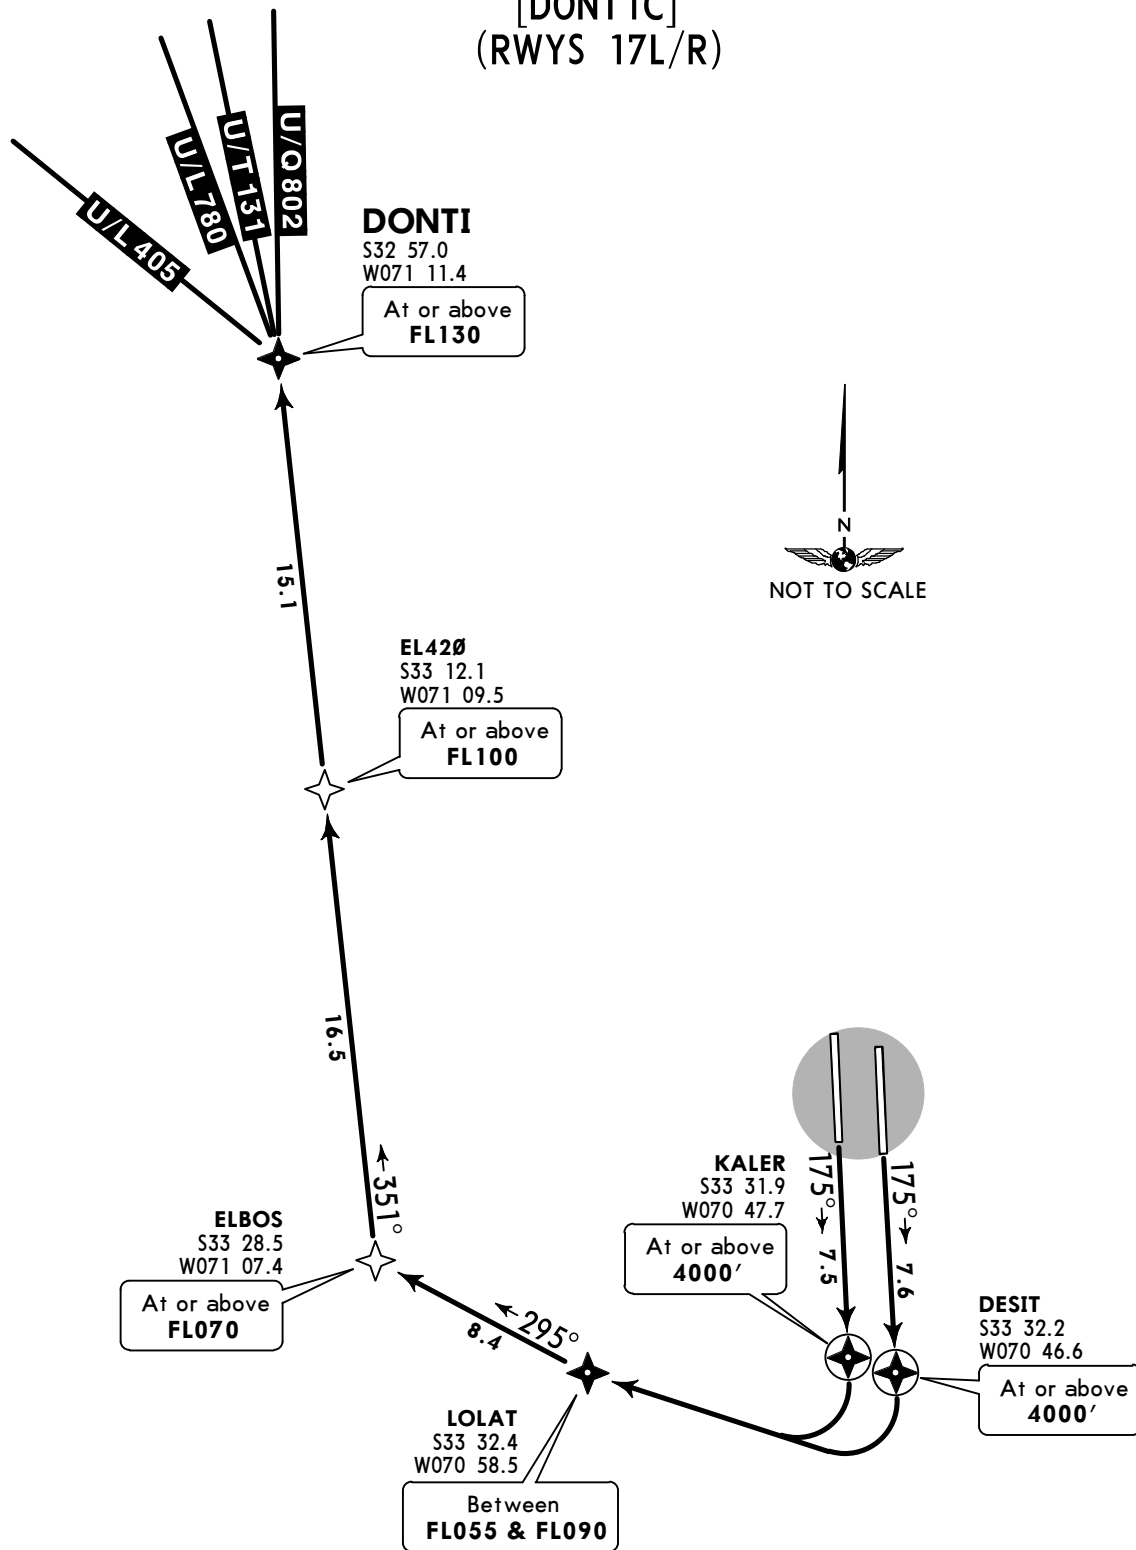 [DONT1C]
(RWYS 17L/R)
U/Q 802
U/T 131
U/L 780
U/L 405
DONTI
S32 57.0
W071 11.4
At or above
FL130
N
NOT TO SCALE
15.1
EL42Ø
S33 12.1
W071 09.5
At or above
FL100
16.5
351°
ELBOS
S33 28.5
W071 07.4
At or above
FL070
295°
8.4
LOLAT
S33 32.4
W070 58.5
Between
FL055 & FL090
KALER
S33 31.9
W070 47.7
At or above
4000'
175°
7.5
175°
7.6
DESIT
S33 32.2
W070 46.6
At or above
4000'